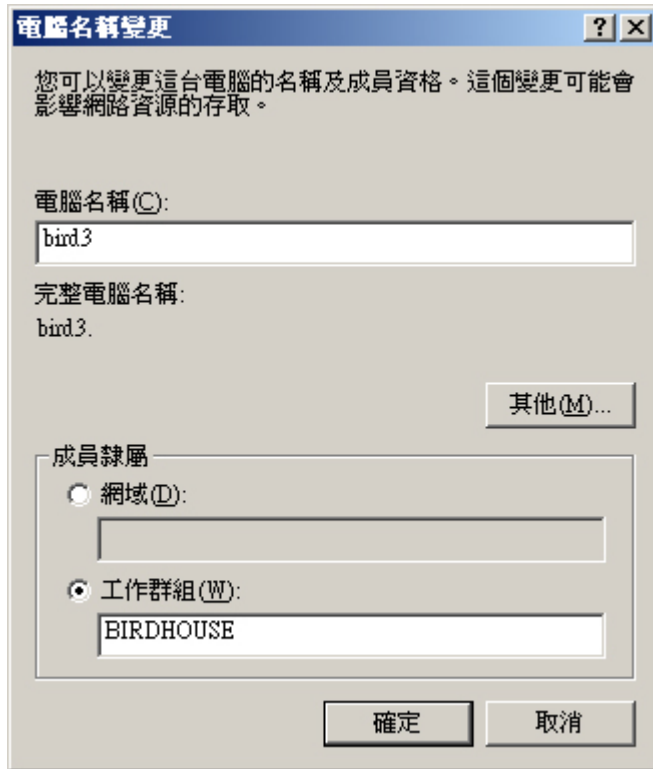 電腦名稱變更
您可以變更這台電腦的名稱及成員資格。這個變更可能會
影響網路資源的存取。
電腦名稱(C):
bird3
完整電腦名稱:
bird3.
其他(M)...
成員隸屬
網域(D):
工作群組(W):
BIRDHOUSE
確定
取消